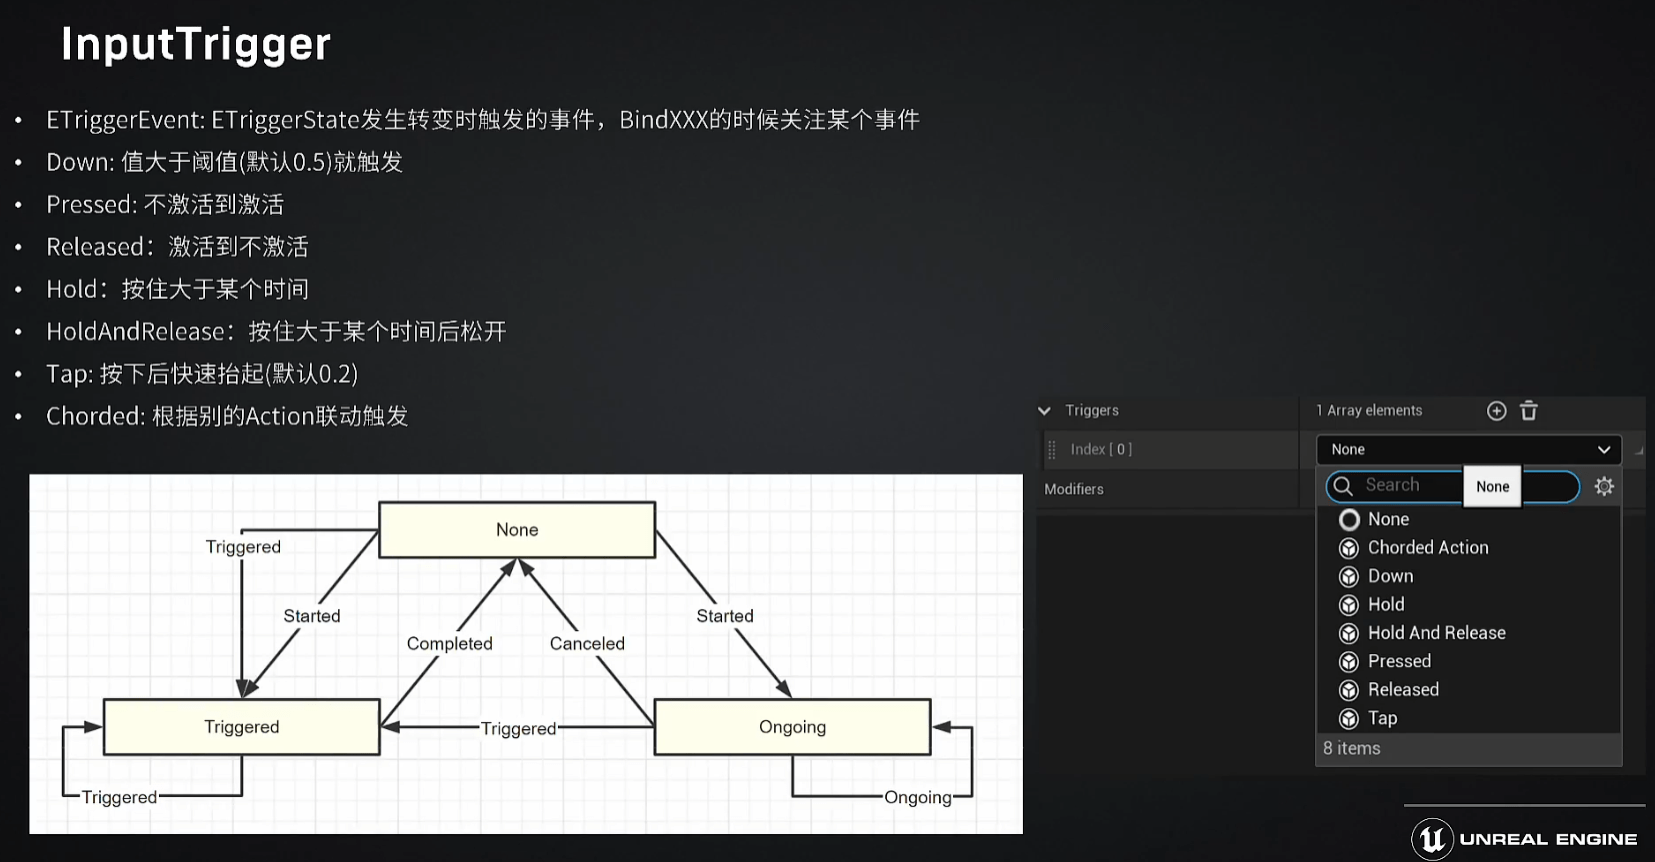 InputTrigger
• ETriggerEvent: ETriggerState发生转变时触发的事件，BindXXX的时候关注某个事件
• Down: 值大于阈值(默认0.5)就触发
• Pressed: 不激活到激活
• Released：激活到不激活
• Hold：按住大于某个时间
• HoldAndRelease：按住大于某个时间后松开
• Tap: 按下后快速抬起(默认0.2)
• Chorded: 根据别的Action联动触发
None
Triggered
Started
Started
Completed
Canceled
Triggered
Triggered
Ongoing
Triggered
Ongoing
Triggers
1 Array elements
Index [ 0 ]
None
Modifiers
Search
None
None
Chorded Action
Down
Hold
Hold And Release
Pressed
Released
Tap
8 items
UNREAL ENGINE